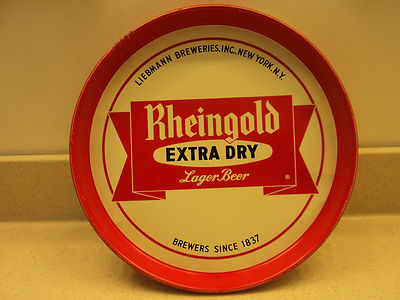 LIEBMANN BREWERIES, INC. NEW YORK, N.Y.
Rheingold
EXTRA DRY
Lager Beer ®
BREWERS SINCE 1837